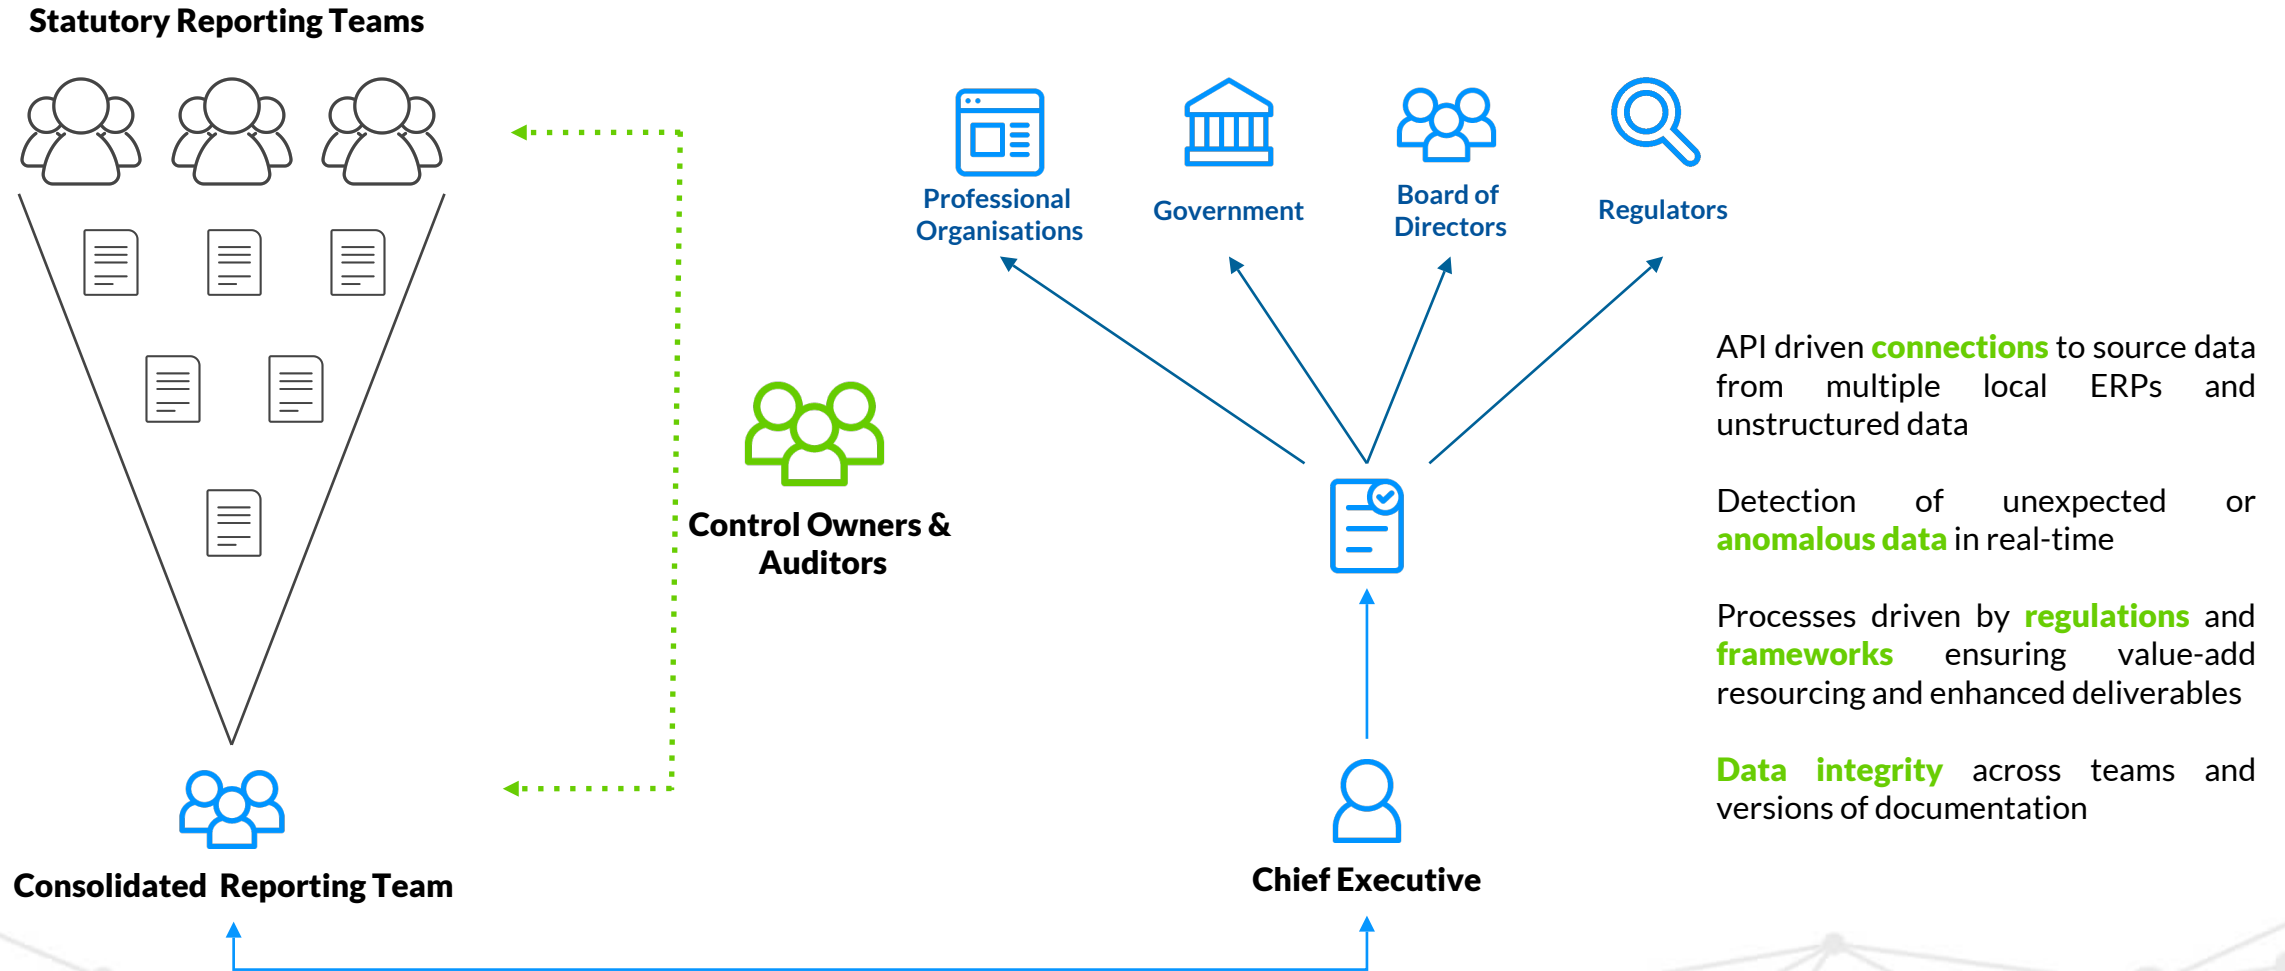 Statutory Reporting Teams
Professional
Organisations
Government
Board of
Directors
Regulators
Control Owners &
Auditors
Consolidated Reporting Team
Chief Executive
API driven connections to source data
from multiple local ERPs and
unstructured data
Detection of unexpected or
anomalous data in real-time
Processes driven by regulations and
frameworks ensuring value-add
resourcing and enhanced deliverables
Data integrity across teams and
versions of documentation